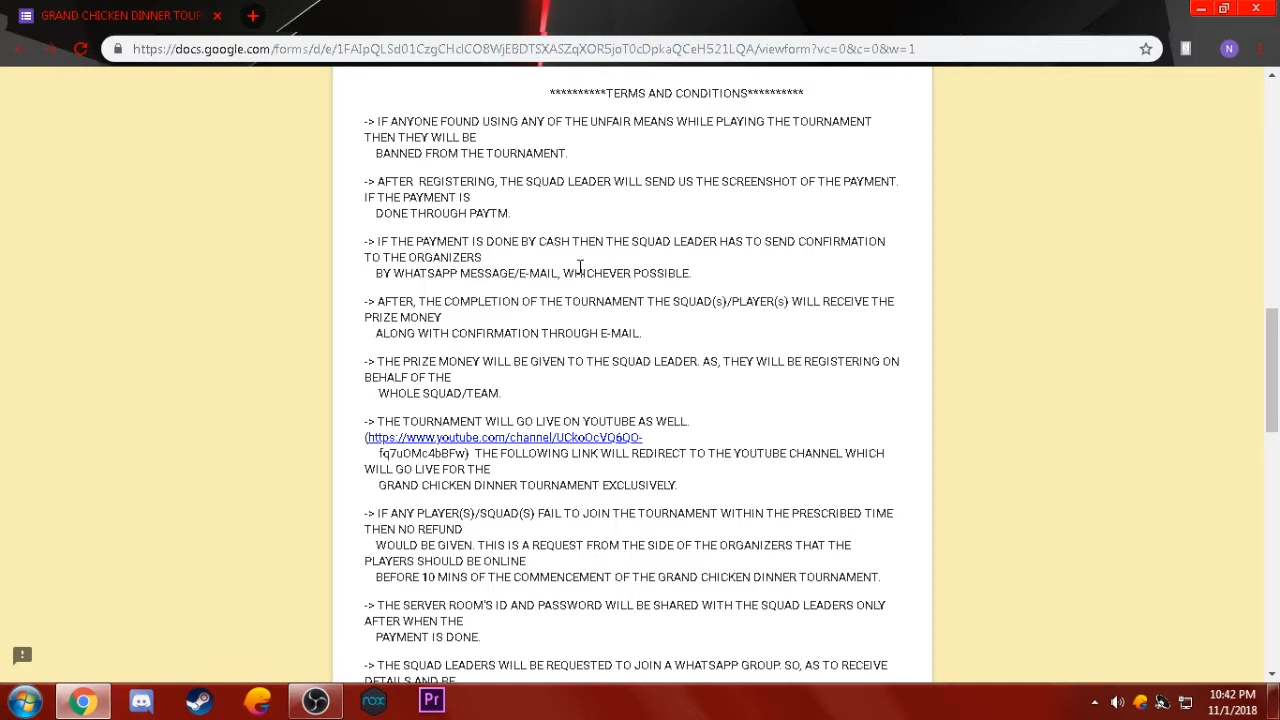 GRAND CHICKEN DINNER TOUR
https://docs.google.com/forms/d/e/1FAIpQLSd01CzgCHclCO8WjEBDTSXASZqXOR5joT0cDpkaQCeH521LQA/viewform?vc=0&c=0&w=1
N
**********TERMS AND CONDITIONS**********
-> IF ANYONE FOUND USING ANY OF THE UNFAIR MEANS WHILE PLAYING THE TOURNAMENT
THEN THEY WILL BE
BANNED FROM THE TOURNAMENT.
-> AFTER REGISTERING, THE SQUAD LEADER WILL SEND US THE SCREENSHOT OF THE PAYMENT.
IF THE PAYMENT IS
DONE THROUGH PAYTM.
-> IF THE PAYMENT IS DONE BY CASH THEN THE SQUAD LEADER HAS TO SEND CONFIRMATION
TO THE ORGANIZERS
BY WHATSAPP MESSAGE/E-MAIL, WHICHEVER POSSIBLE.
-> AFTER, THE COMPLETION OF THE TOURNAMENT THE SQUAD(s)/PLAYER(s) WILL RECEIVE THE
PRIZE MONEY
ALONG WITH CONFIRMATION THROUGH E-MAIL.
-> THE PRIZE MONEY WILL BE GIVEN TO THE SQUAD LEADER. AS, THEY WILL BE REGISTERING ON
BEHALF OF THE
WHOLE SQUAD/TEAM.
-> THE TOURNAMENT WILL GO LIVE ON YOUTUBE AS WELL.
(https://www.youtube.com/channel/UCkoOcVQ6QO-
fq7uOMc4bBFw) THE FOLLOWING LINK WILL REDIRECT TO THE YOUTUBE CHANNEL WHICH
WILL GO LIVE FOR THE
GRAND CHICKEN DINNER TOURNAMENT EXCLUSIVELY.
-> IF ANY PLAYER(S)/SQUAD(S) FAIL TO JOIN THE TOURNAMENT WITHIN THE PRESCRIBED TIME
THEN NO REFUND
WOULD BE GIVEN. THIS IS A REQUEST FROM THE SIDE OF THE ORGANIZERS THAT THE
PLAYERS SHOULD BE ONLINE
BEFORE 10 MINS OF THE COMMENCEMENT OF THE GRAND CHICKEN DINNER TOURNAMENT.
-> THE SERVER ROOM'S ID AND PASSWORD WILL BE SHARED WITH THE SQUAD LEADERS ONLY
AFTER WHEN THE
PAYMENT IS DONE.
-> THE SQUAD LEADERS WILL BE REQUESTED TO JOIN A WHATSAPP GROUP. SO, AS TO RECEIVE
DETAILS AND BE
nox
Pr
10:42 PM
11/1/2018